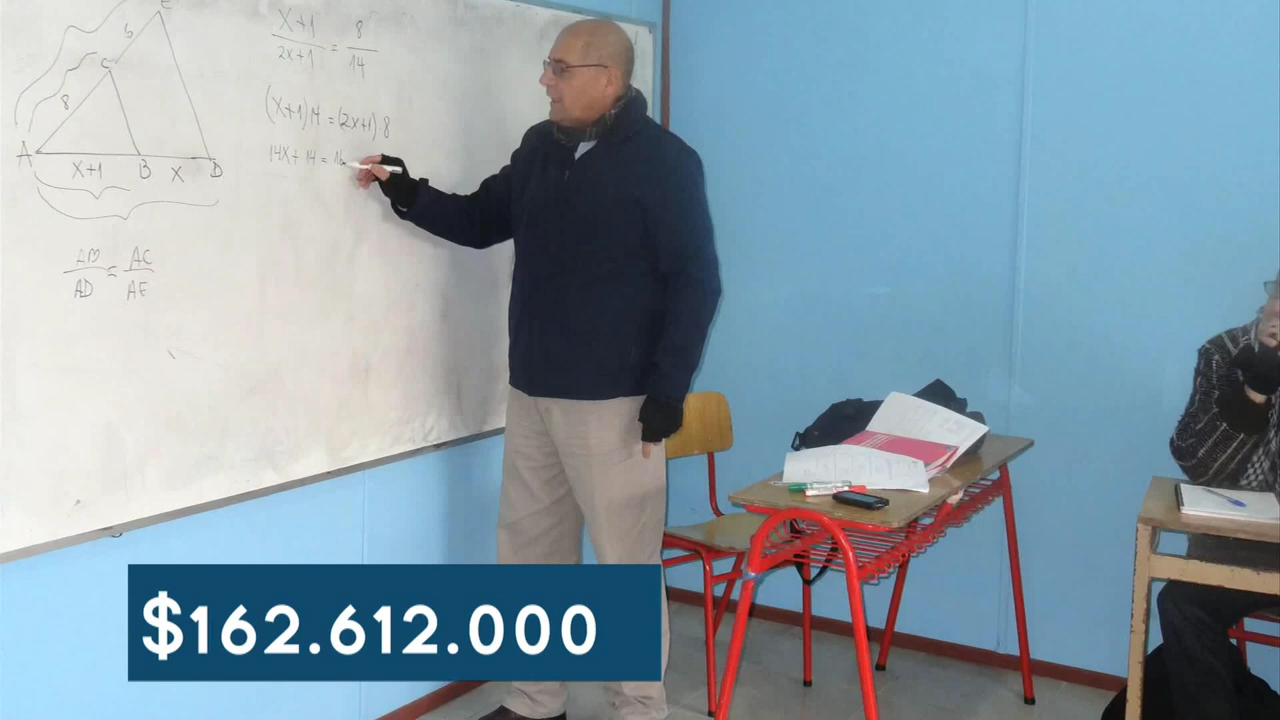 E
6
C
8
A
X+1
B
X
D
AB
AD
=
AC
AE
X+1
2x+1
=
8
14
(X+1)14=(2x+1)8
14X+14=16
$162.612.000